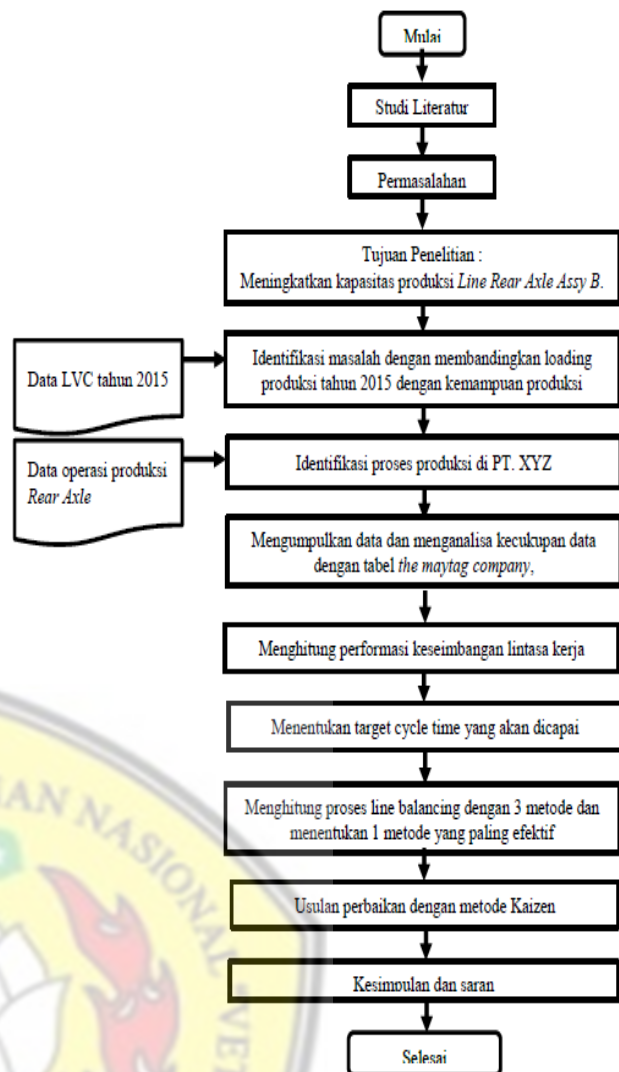 Mulai
Studi Literatur
Permasalahan
Tujuan Penelitian :
Meningkatkan kapasitas produksi Line Rear Axle Assy B.
Data LVC tahun 2015
Identifikasi masalah dengan membandingkan loading
produksi tahun 2015 dengan kemampuan produksi
Data operasi produksi
Rear Axle
Identifikasi proses produksi di PT. XYZ
Mengumpulkan data dan menganalisa kecukupan data
dengan tabel the maytag company,
Menghitung performasi keseimbangan lintasa kerja
Menentukan target cycle time yang akan dicapai
Menghitung proses line balancing dengan 3 metode dan
menentukan 1 metode yang paling efektif
Usulan perbaikan dengan metode Kaizen
Kesimpulan dan saran
Selesai
NASIONAL